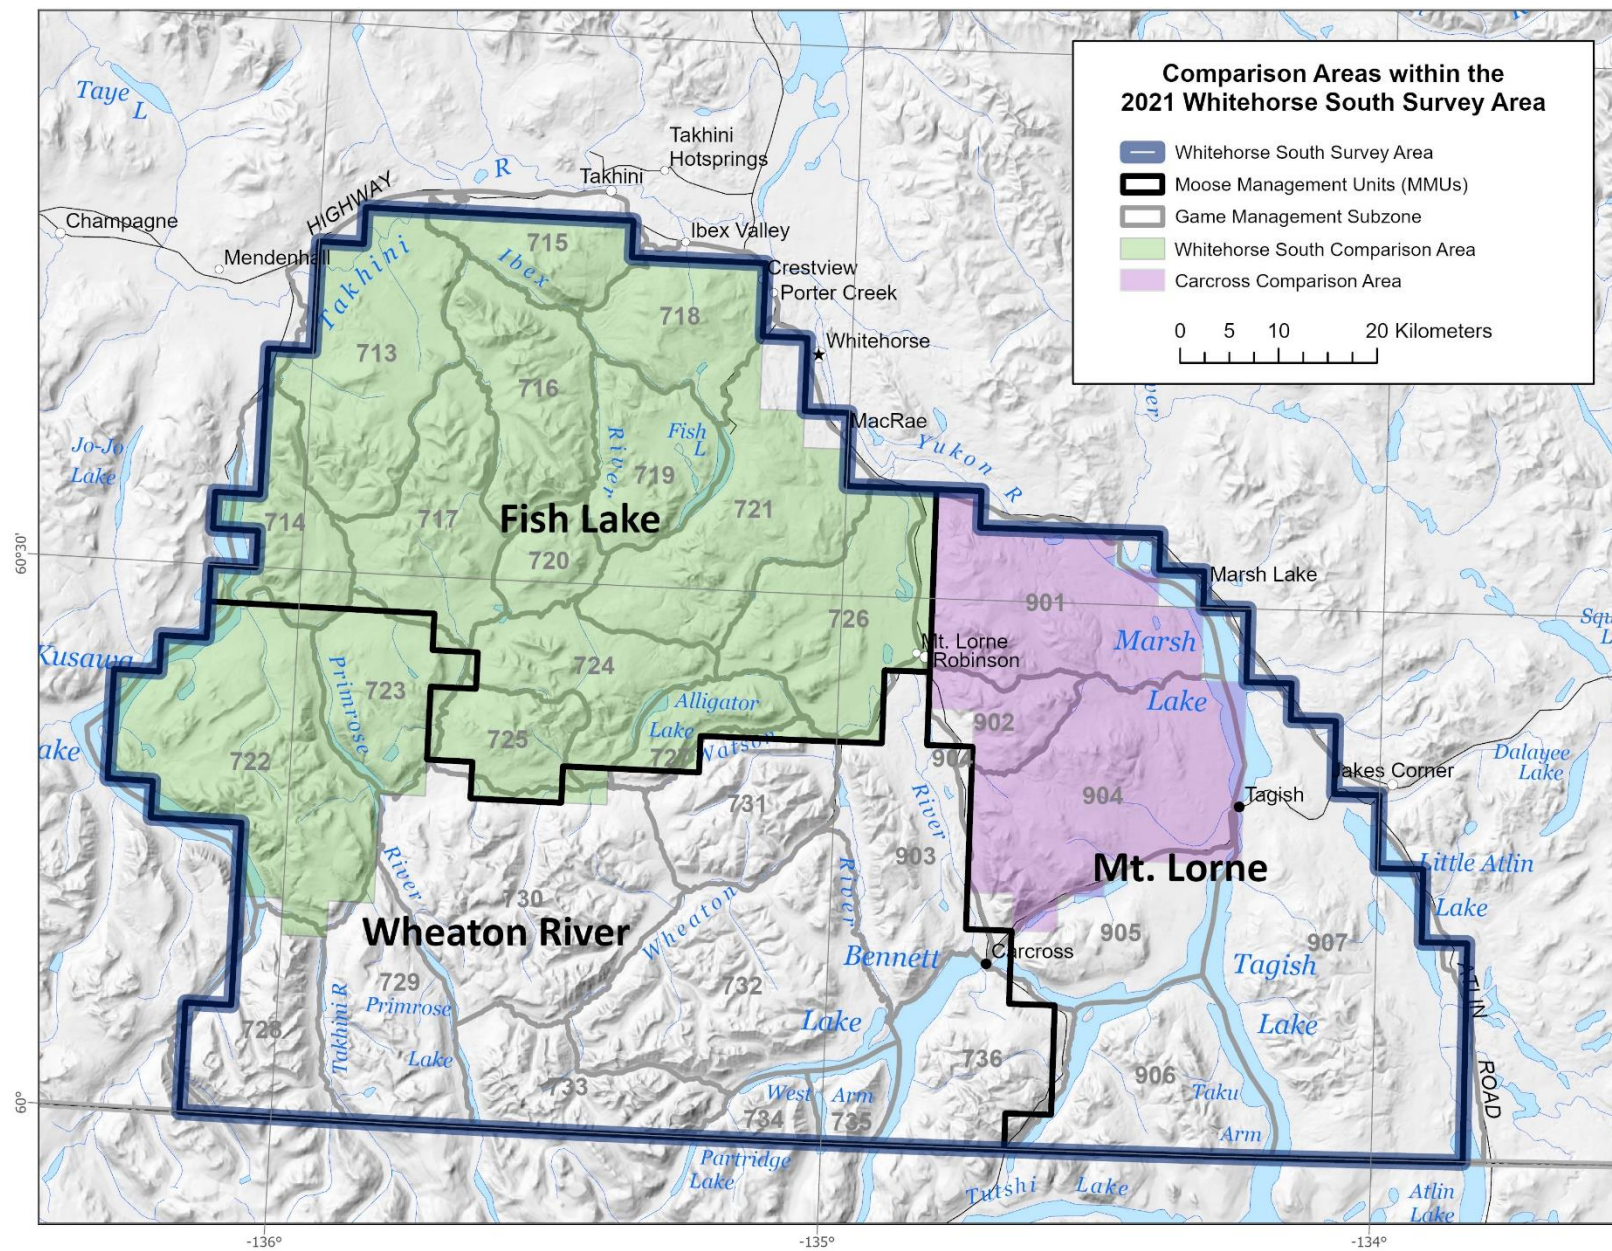 Comparison Areas within the
2021 Whitehorse South Survey Area
Whitehorse South Survey Area
Moose Management Units (MMUs)
Game Management Subzone
Whitehorse South Comparison Area
Carcross Comparison Area
0 5 10 20 Kilometers
Taye
L
Takhini
Hotsprings
R
Takhini
HIGHWAY
Champagne
Mendenhall
Ibex Valley
715
Ibex
Takhini
Crestview
Porter Creek
718
Whitehorse
713
716
MacRae
Fish
L
River
Jo-Jo
Lake
Yukon
R
719
714
717
Fish Lake
721
720
60°30'
Marsh Lake
901
726
Mt. Lorne
Robinson
Marsh
Kusawa
Primrose
723
724
Lake
Alligator
Lake
902
722
725
727
Watson
904
Dalayee
Lake
Jakes Corner
731
River
904
Tagish
903
Mt. Lorne
Little Atlin
Lake
River
730
Wheaton River
Wheaton
River
905
907
Bennett
Carcross
Tagish
Lake
729
Primrose
Lake
732
Lake
728
Takhini R
ATLIN
ROAD
733
736
906
Taku
Arm
West Arm
734
735
60°
Partridge
Lake
Tutshi Lake
Atlin
Lake
-136°
-135°
-134°